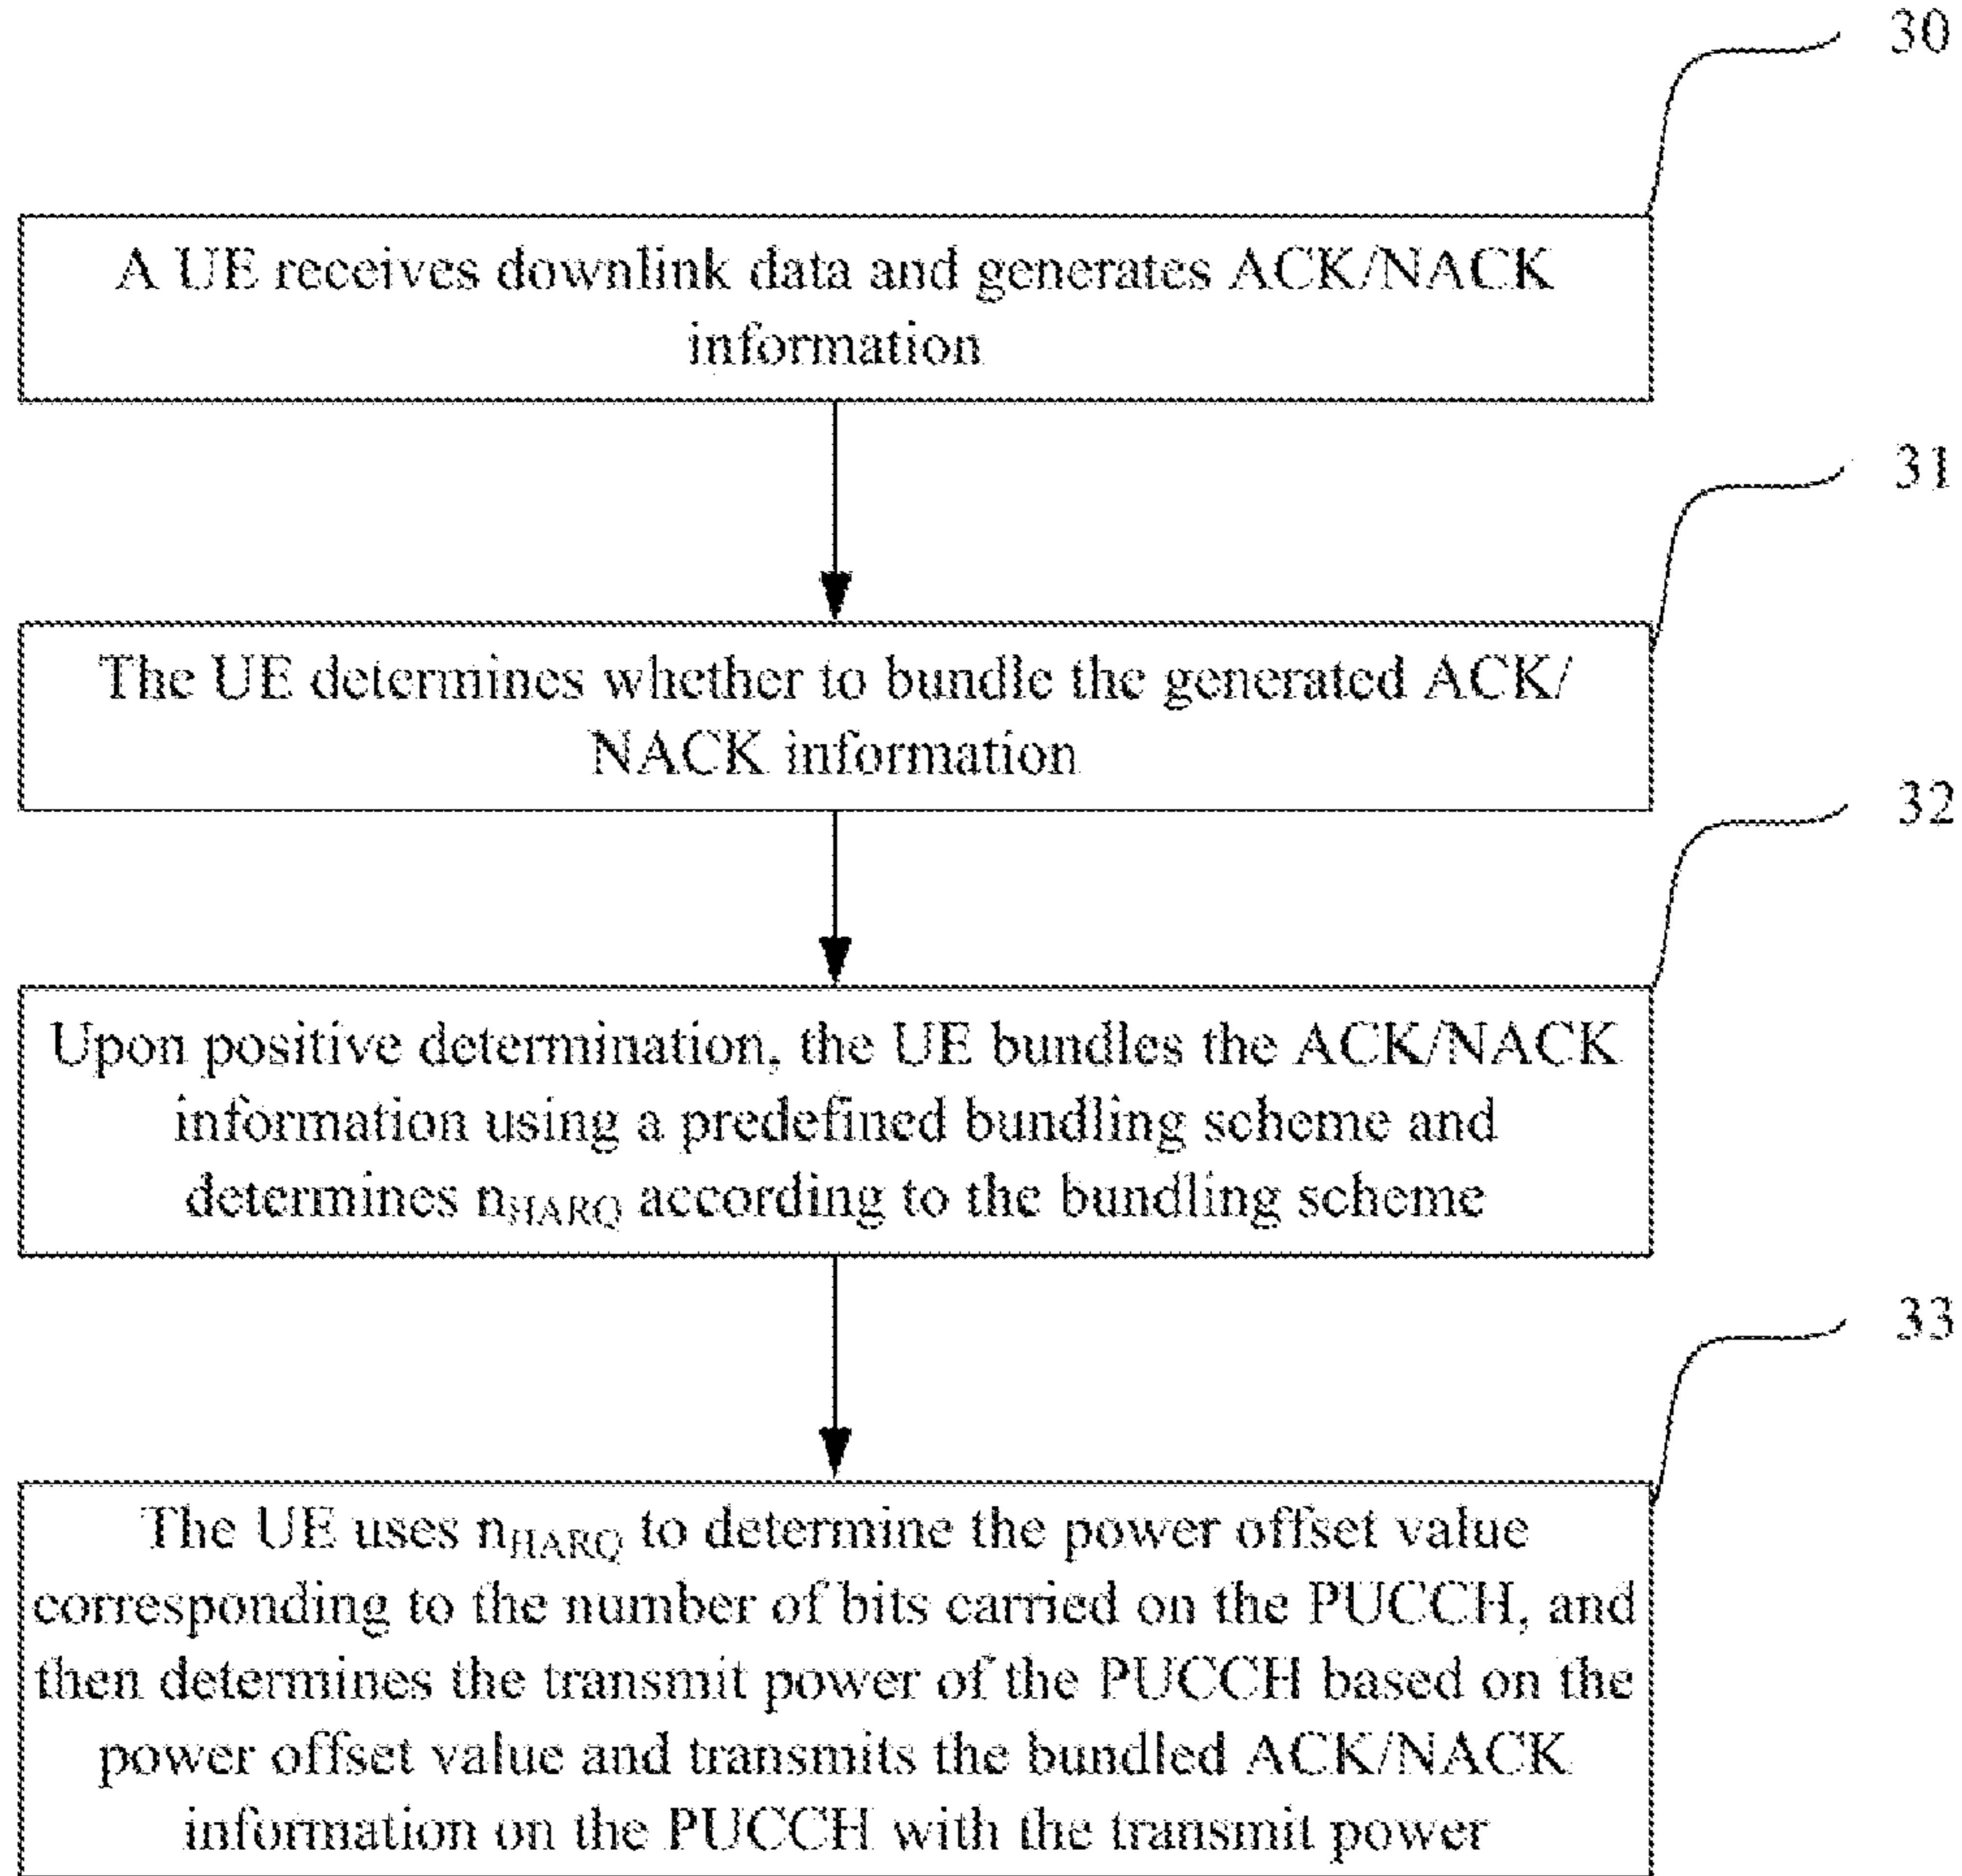 30
A UE receives downlink data and generates ACK/NACK
information
31
The UE determines whether to bundle the generated ACK/
NACK information
32
Upon positive determination, the UE bundles the ACK/NACK
information using a predefined bundling scheme and
determines nHARQ according to the bundling scheme
33
The UE uses nHARQ to determine the power offset value
corresponding to the number of bits carried on the PUCCH, and
then determines the transmit power of the PUCCH based on the
power offset value and transmits the bundled ACK/NACK
information on the PUCCH with the transmit power